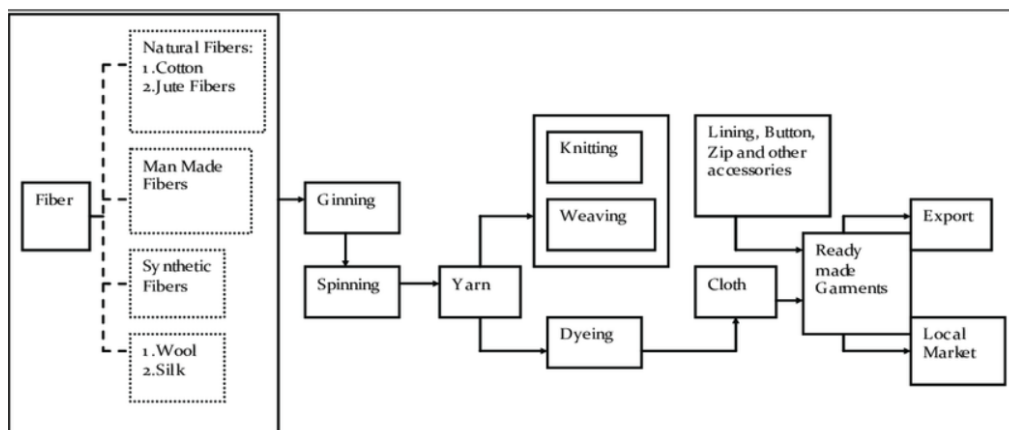 Fiber
Natural Fibers:
1.Cotton
2.Jute Fibers
Man Made
Fibers
Synthetic
Fibers
1.Wool
2.Silk
Ginning
Spinning
Yarn
Knitting
Weaving
Dyeing
Lining, Button,
Zip and other
accessories
Cloth
Ready
made
Garments
Export
Local
Market